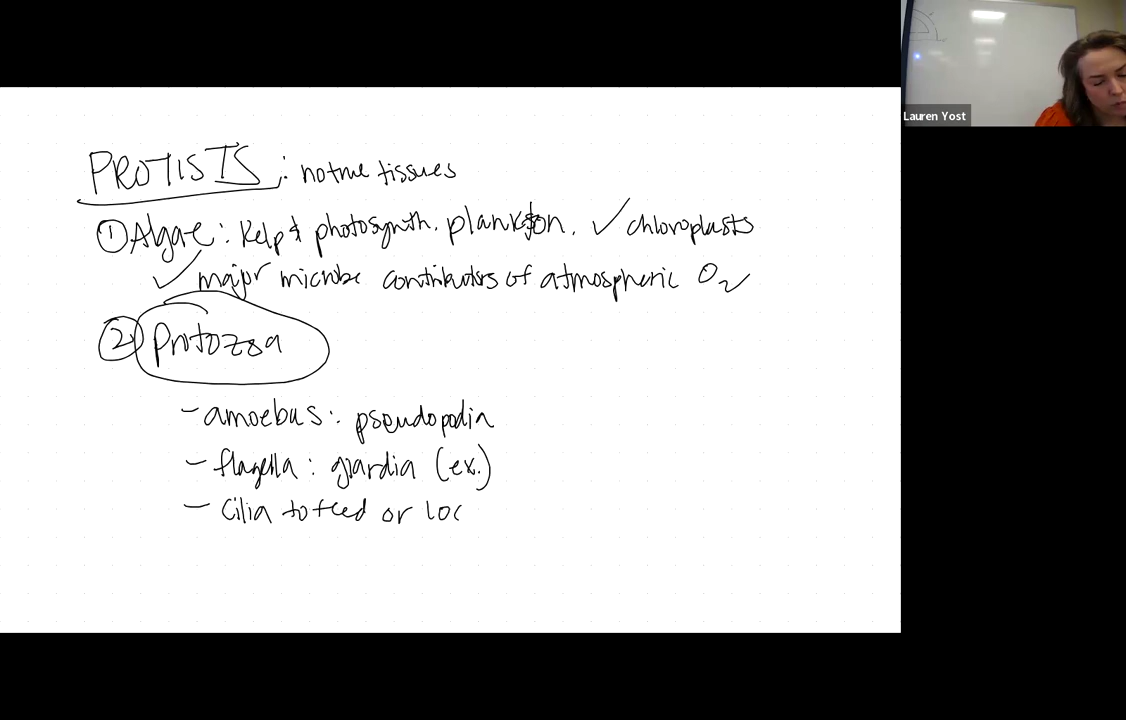 Lauren Yost
PROTISTS: no true tissues
① Algae: Kelp & photosynth. plankton. ✓ chloroplasts
✓ major microbe contributors of atmospheric O₂
② Protozoa
- amoebas: pseudopodia
- flagella: giardia (ex.)
- Cilia to feed or loc